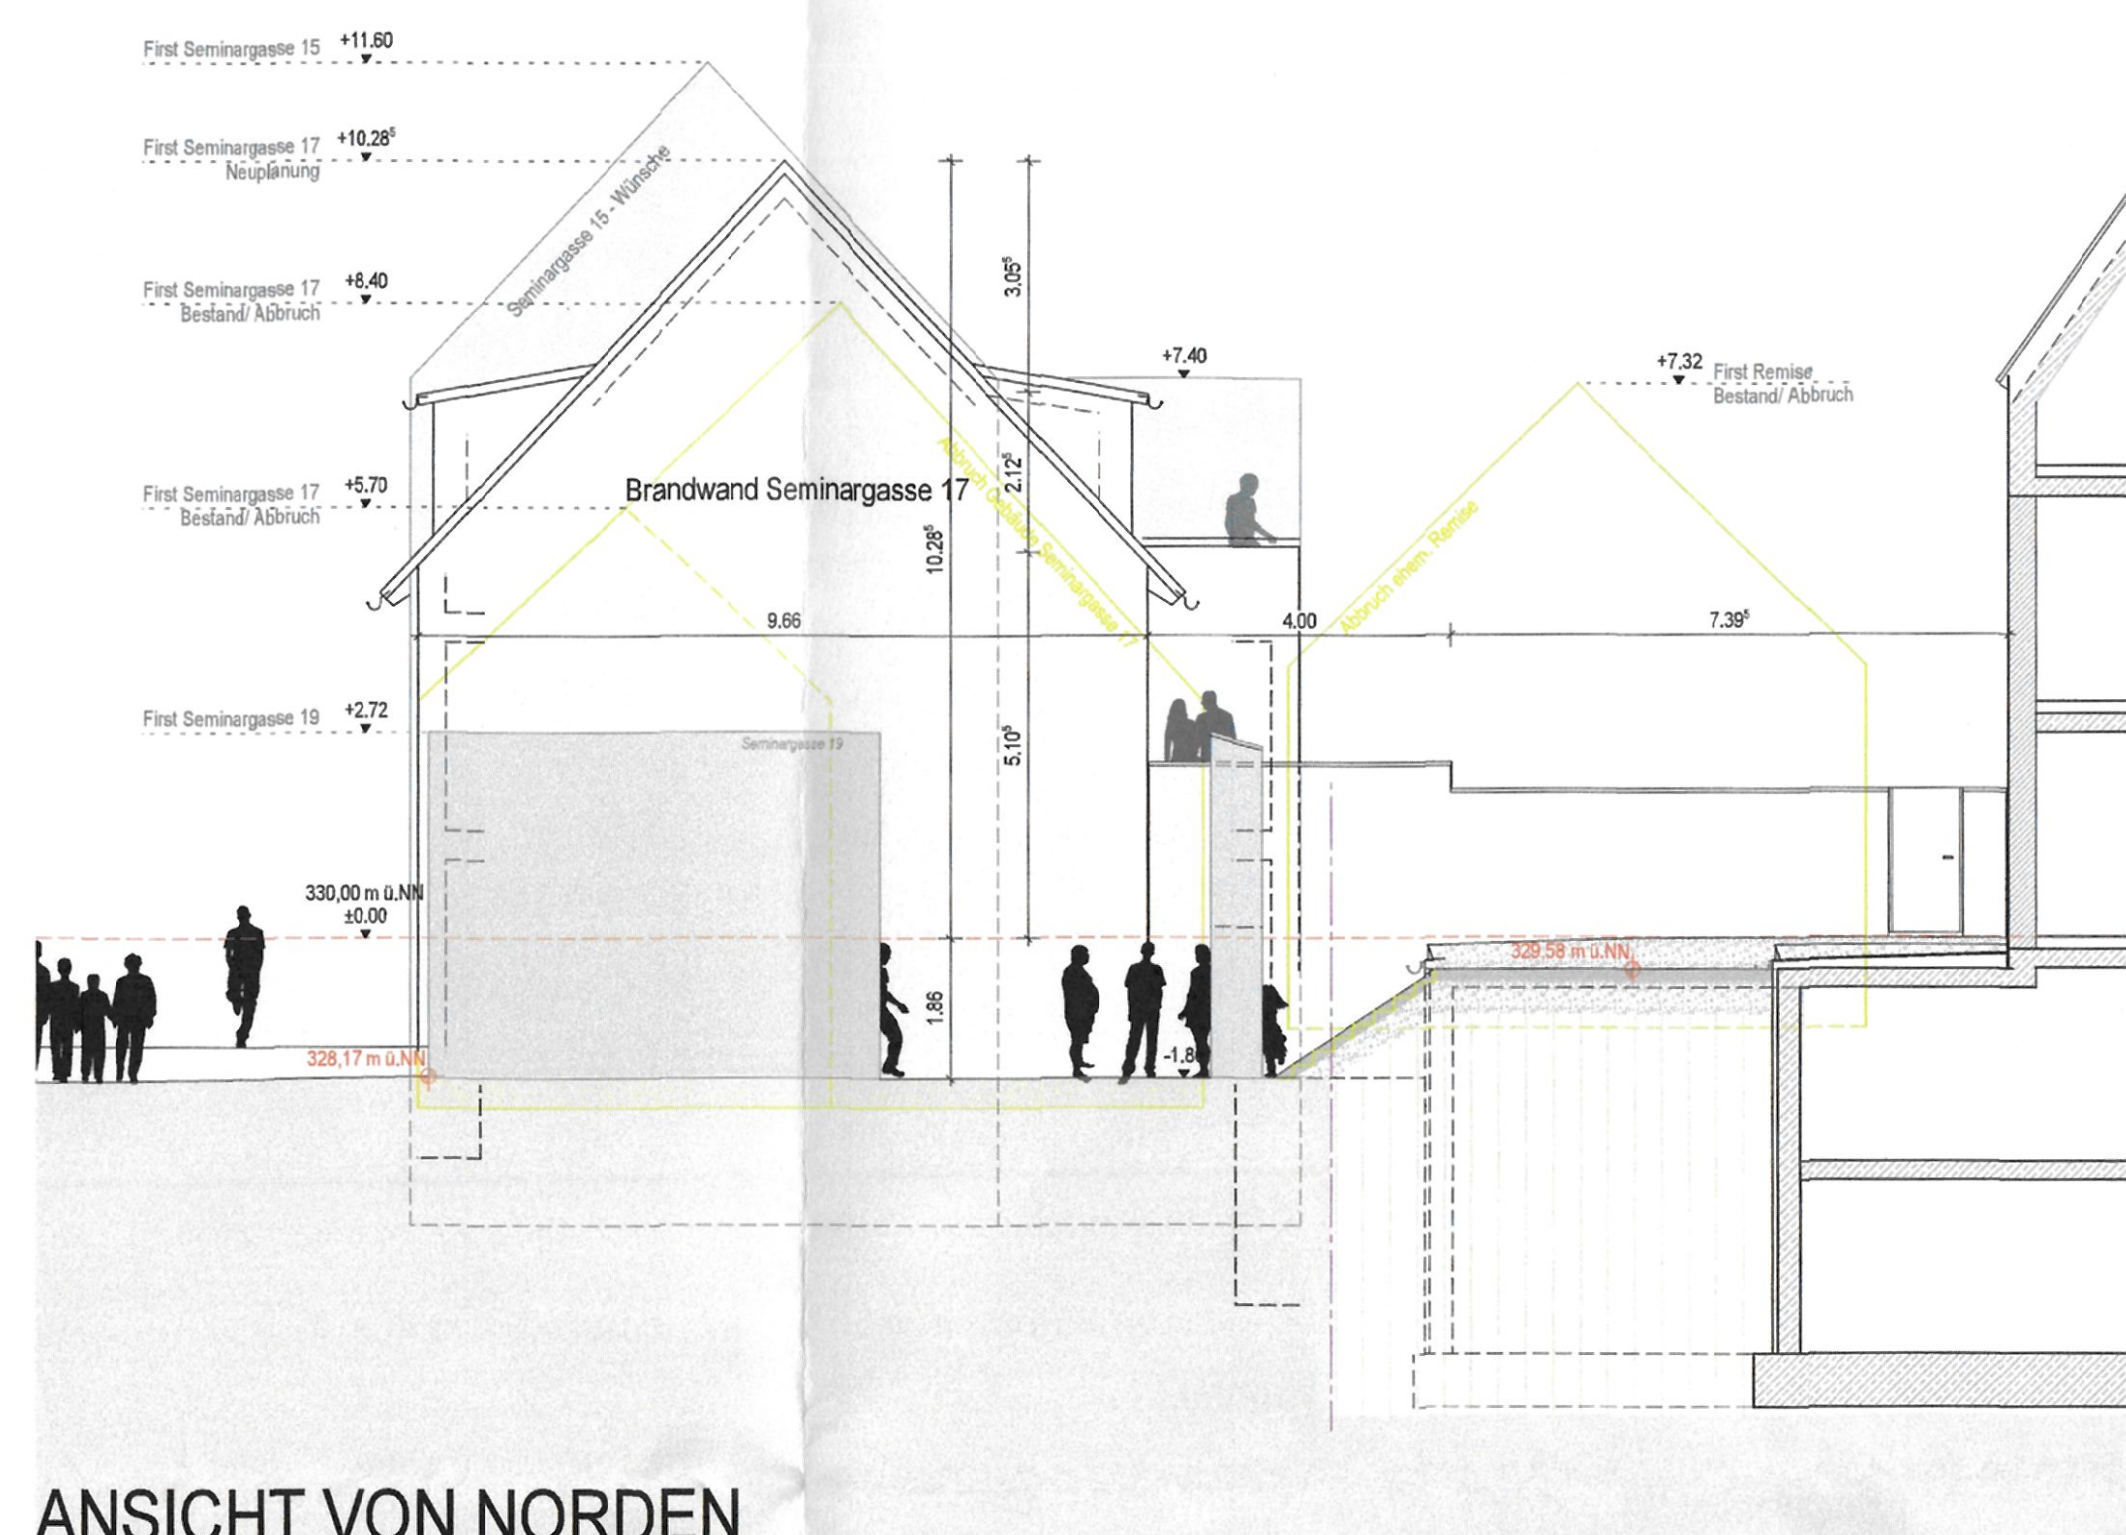 First Seminargasse 15 +11.60
First Seminargasse 17 +10.28⁵
Neuplanung
Seminargasse 15 - Wünsche
First Seminargasse 17 +8.40
Bestand/ Abbruch
3.05⁵
+7.40
+7.32 First Remise
Bestand/ Abbruch
First Seminargasse 17 +5.70
Bestand/ Abbruch
Brandwand Seminargasse 17
2.12⁵
Abbruch Gebäude Seminargasse 17
Abbruch ehem. Remise
10.28⁵
9.66
4.00
7.39⁵
First Seminargasse 19 +2.72
Seminargasse 19
5.10⁵
330,00 m ü.NN
±0.00
329,58 m ü.NN
1.86
328,17 m ü.NN
-1.8
ANSICHT VON NORDEN